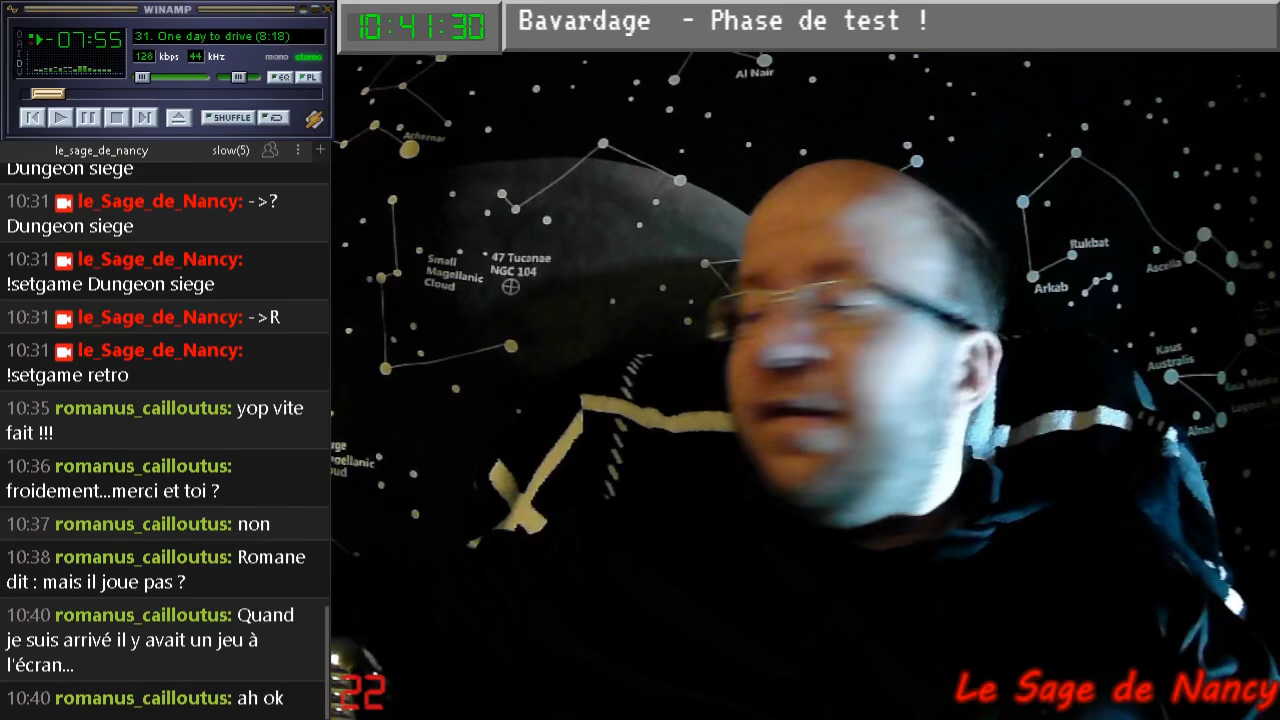 WINAMP
-07:55
31. One day to drive (8:18)
128 kbps 44 kHz mono stereo
EQ PL
SHUFFLE
le_sage_de_nancy slow(5)
Dungeon siege
10:31 le_Sage_de_Nancy: ->?
Dungeon siege
10:31 le_Sage_de_Nancy:
!setgame Dungeon siege
10:31 le_Sage_de_Nancy: ->R
10:31 le_Sage_de_Nancy:
!setgame retro
10:35 romanus_cailloutus: yop vite
fait !!!
10:36 romanus_cailloutus:
froidement...merci et toi ?
10:37 romanus_cailloutus: non
10:38 romanus_cailloutus: Romane
dit : mais il joue pas ?
10:40 romanus_cailloutus: Quand
je suis arrivé il y avait un jeu à
l'écran...
10:40 romanus_cailloutus: ah ok
10:41:30
Bavardage - Phase de test !
Al Nair
Achernar
Small
Magellanic
Cloud
47 Tucanae
NGC 104
Rukbat
Ascella
Arkab
Kaus
Australis
22
Le Sage de Nancy